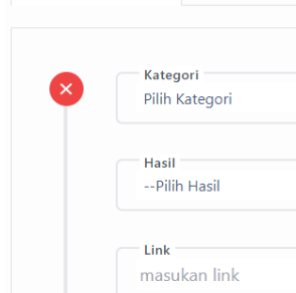 Kategori
Pilih Kategori
Hasil
--Pilih Hasil
Link
masukan link